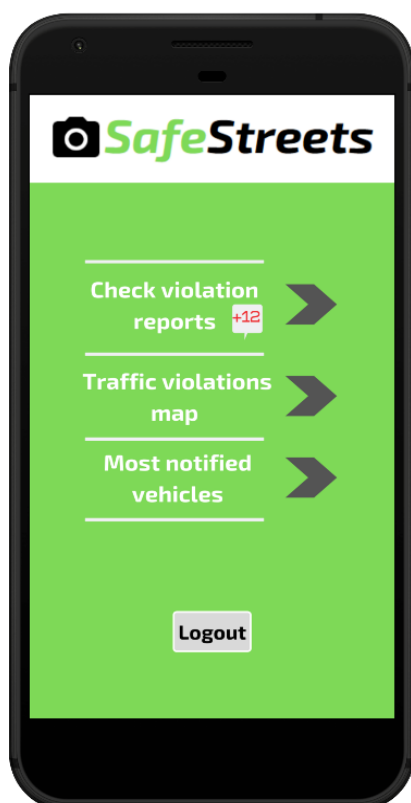 SafeStreets
Check violation
reports +12
Traffic violations
map
Most notified
vehicles
Logout